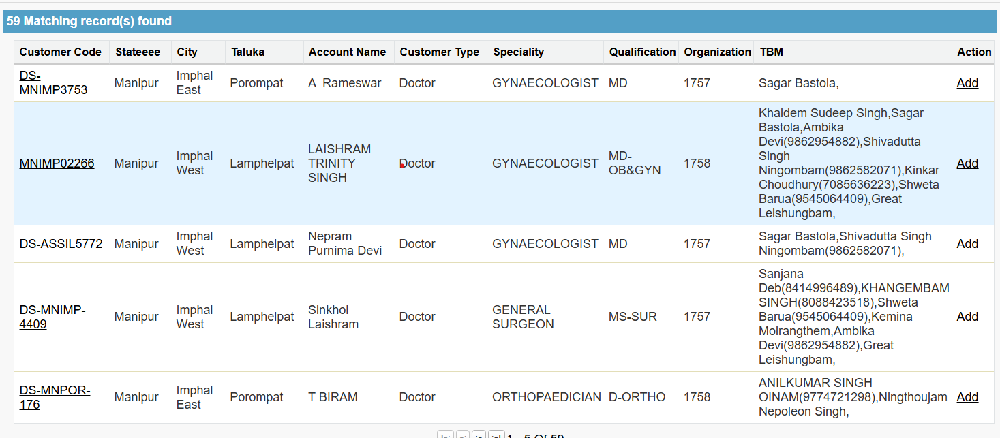 59 Matching record(s) found
Customer Code Stateeee City Taluka Account Name Customer Type Speciality Qualification Organization TBM Action
DS-
MNIMP3753
Manipur
Imphal
East
Porompat
A Rameswar
Doctor
GYNAECOLOGIST
MD
1757
Sagar Bastola,
Add
MNIMP02266
Manipur
Imphal
West
Lamphelpat
LAISHRAM
TRINITY
SINGH
Doctor
GYNAECOLOGIST
MD-
OB&GYN
1758
Khaidem Sudeep Singh,Sagar
Bastola,Ambika
Devi(9862954882),Shivadutta
Singh
Ningombam(9862582071),Kinkar
Choudhury(7085636223),Shweta
Barua(9545064409),Great
Leishungbam,
Add
DS-ASSIL5772
Manipur
Imphal
West
Lamphelpat
Nepram
Purnima Devi
Doctor
GYNAECOLOGIST
MD
1757
Sagar Bastola,Shivadutta Singh
Ningombam(9862582071),
Add
DS-MNIMP-
4409
Manipur
Imphal
West
Lamphelpat
Sinkhol
Laishram
Doctor
GENERAL
SURGEON
MS-SUR
1757
Sanjana
Deb(8414996489),KHANGEMBAM
SINGH(8088423518),Shweta
Barua(9545064409),Kemina
Moirangthem,Ambika
Devi(9862954882),Great
Leishungbam,
Add
DS-MNPOR-
176
Manipur
Imphal
East
Porompat
T BIRAM
Doctor
ORTHOPAEDICIAN
D-ORTHO
1758
ANILKUMAR SINGH
OINAM(9774721298),Ningthoujam
Nepoleon Singh,
Add
1 - 5 Of 59